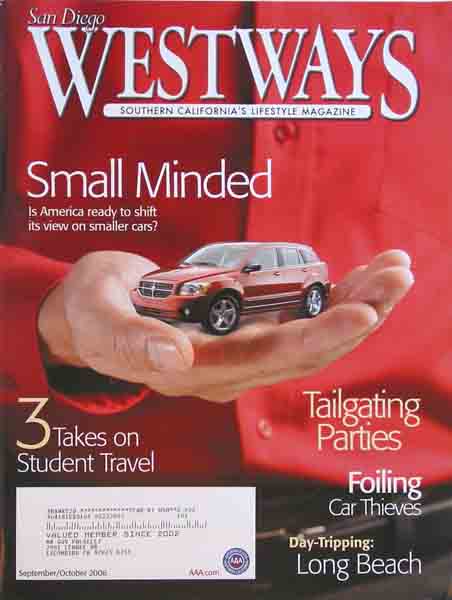 San Diego
WESTWAYS
SOUTHERN CALIFORNIA'S LIFESTYLE MAGAZINE
Small Minded
Is America ready to shift
its view on smaller cars?
3 Takes on
Student Travel
Tailgating
Parties
Foiling
Car Thieves
Day-Tripping:
Long Beach
VALUED MEMBER SINCE 2002
September/October 2006
AAA.com
AAA